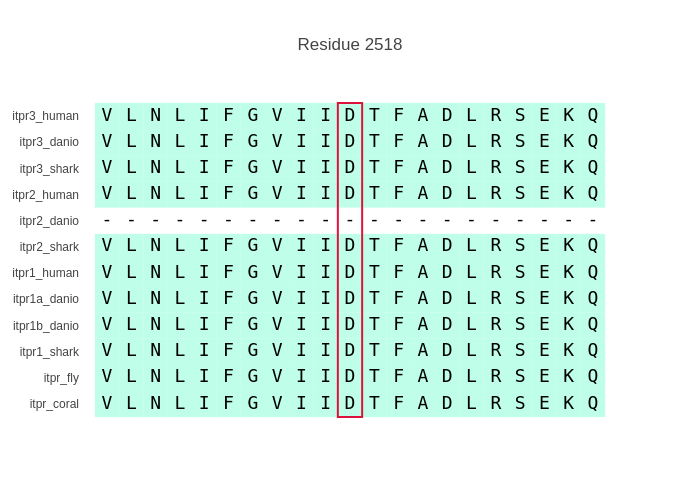 Residue 2518
itpr3_human V L N L I F G V I I D T F A D L R S E K Q
itpr3_danio V L N L I F G V I I D T F A D L R S E K Q
itpr3_shark V L N L I F G V I I D T F A D L R S E K Q
itpr2_human V L N L I F G V I I D T F A D L R S E K Q
itpr2_danio - - - - - - - - - - - - - - - - - - - - -
itpr2_shark V L N L I F G V I I D T F A D L R S E K Q
itpr1_human V L N L I F G V I I D T F A D L R S E K Q
itpr1a_danio V L N L I F G V I I D T F A D L R S E K Q
itpr1b_danio V L N L I F G V I I D T F A D L R S E K Q
itpr1_shark V L N L I F G V I I D T F A D L R S E K Q
itpr_fly V L N L I F G V I I D T F A D L R S E K Q
itpr_coral V L N L I F G V I I D T F A D L R S E K Q